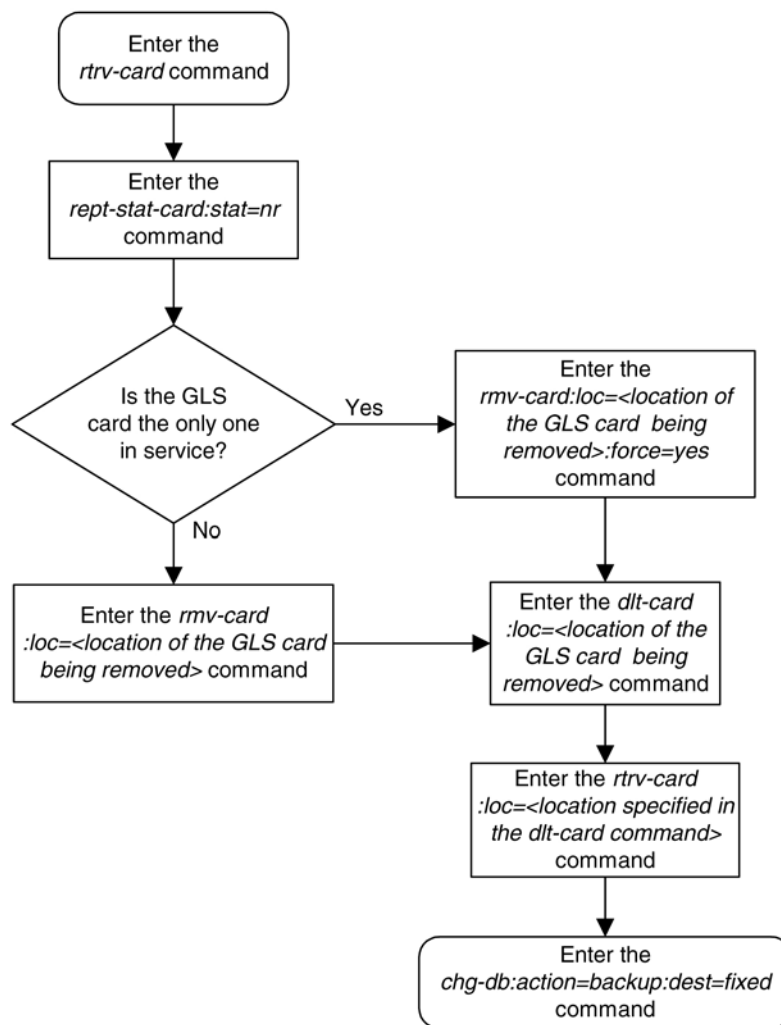 Enter the
rtrv-card command
Enter the
rept-stat-card:stat=nr
command
Is the GLS
card the only one
in service?
Yes
Enter the
rmv-card:loc=<location of
the GLS card being
removed>:force=yes
command
No
Enter the rmv-card
:loc=<location of the GLS card
being removed> command
Enter the dlt-card
:loc=<location of the
GLS card being
removed> command
Enter the rtrv-card
:loc=<location specified in
the dlt-card command>
command
Enter the
chg-db:action=backup:dest=fixed
command